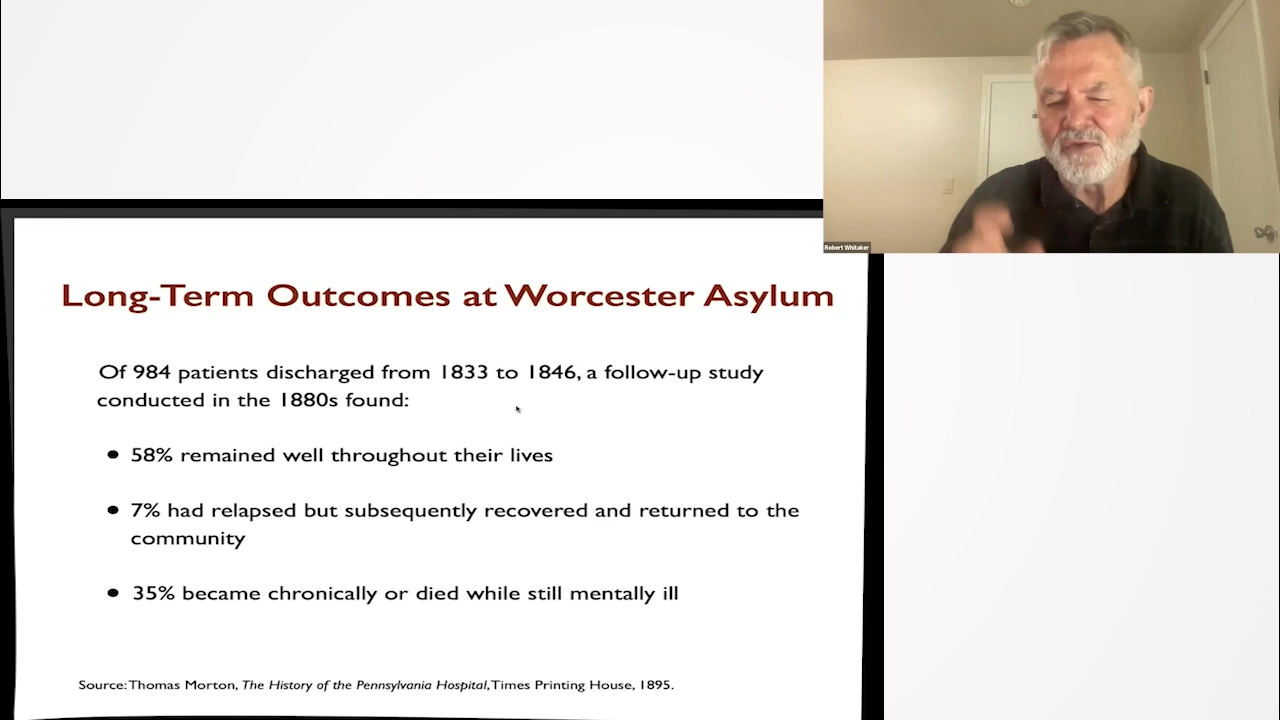 Robert Whitaker
Long-Term Outcomes at Worcester Asylum
Of 984 patients discharged from 1833 to 1846, a follow-up study
conducted in the 1880s found:
• 58% remained well throughout their lives
• 7% had relapsed but subsequently recovered and returned to the
community
• 35% became chronically or died while still mentally ill
Source: Thomas Morton, The History of the Pennsylvania Hospital, Times Printing House, 1895.